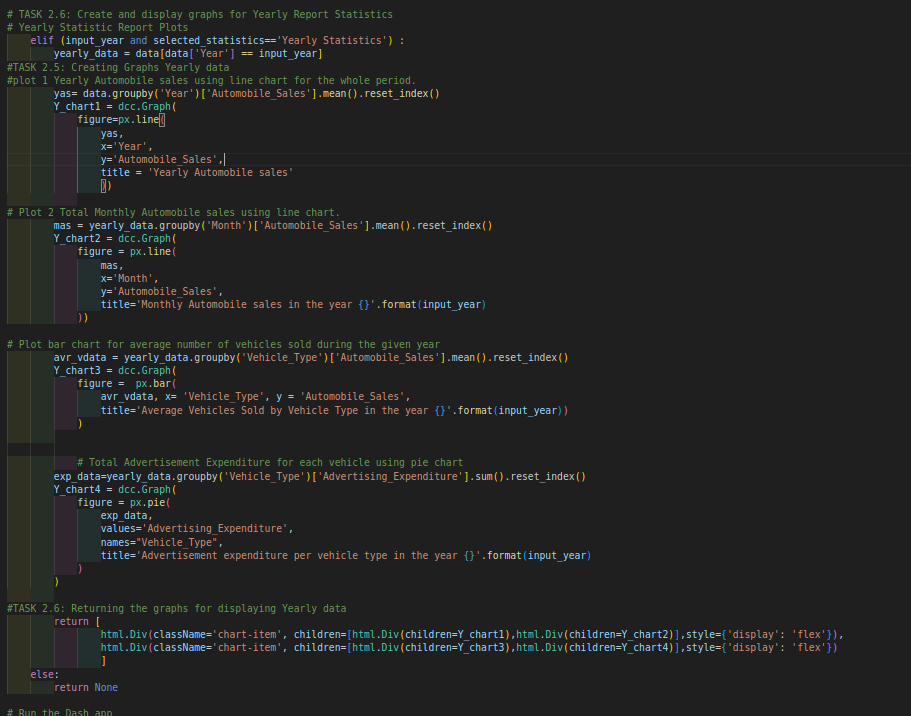 # TASK 2.6: Create and display graphs for Yearly Report Statistics
# Yearly Statistic Report Plots
    elif (input_year and selected_statistics=='Yearly Statistics') :
        yearly_data = data[data['Year'] == input_year]
#TASK 2.5: Creating Graphs Yearly data
#plot 1 Yearly Automobile sales using line chart for the whole period.
        yas= data.groupby('Year')['Automobile_Sales'].mean().reset_index()
        Y_chart1 = dcc.Graph(
            figure=px.line(
                yas,
                x='Year',
                y='Automobile_Sales',
                title = 'Yearly Automobile sales'
                ))
# Plot 2 Total Monthly Automobile sales using line chart.
        mas = yearly_data.groupby('Month')['Automobile_Sales'].mean().reset_index()
        Y_chart2 = dcc.Graph(
            figure = px.line(
                mas,
                x='Month',
                y='Automobile_Sales',
                title='Monthly Automobile sales in the year {}'.format(input_year)
            ))
# Plot bar chart for average number of vehicles sold during the given year
        avr_vdata = yearly_data.groupby('Vehicle_Type')['Automobile_Sales'].mean().reset_index()
        Y_chart3 = dcc.Graph(
            figure =  px.bar(
                avr_vdata, x= 'Vehicle_Type', y = 'Automobile_Sales',
                title='Average Vehicles Sold by Vehicle Type in the year {}'.format(input_year))
            )
            # Total Advertisement Expenditure for each vehicle using pie chart
        exp_data=yearly_data.groupby('Vehicle_Type')['Advertising_Expenditure'].sum().reset_index()
        Y_chart4 = dcc.Graph(
            figure = px.pie(
                exp_data,
                values='Advertising_Expenditure',
                names="Vehicle_Type",
                title='Advertisement expenditure per vehicle type in the year {}'.format(input_year)
            )
        )
#TASK 2.6: Returning the graphs for displaying Yearly data
        return [
                html.Div(className='chart-item', children=[html.Div(children=Y_chart1),html.Div(children=Y_chart2)],style={'display': 'flex'}),
                html.Div(className='chart-item', children=[html.Div(children=Y_chart3),html.Div(children=Y_chart4)],style={'display': 'flex'})
                ]
    else:
        return None
# Run the Dash app